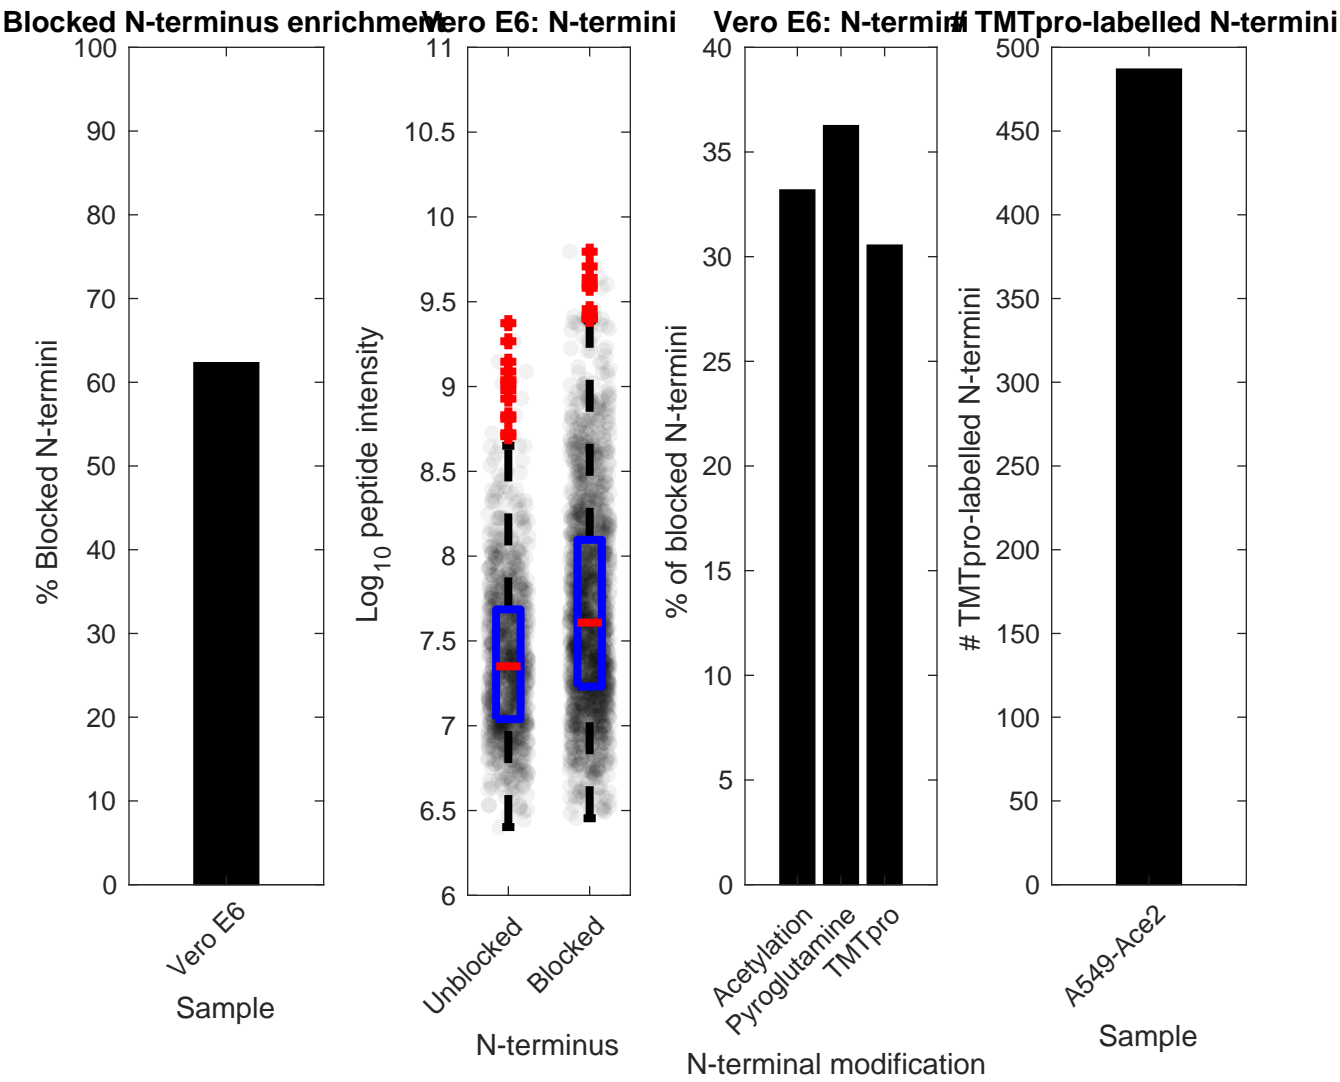 Blocked N-terminus enrichment
100
90
80
70
60
50
40
30
20
10
0
% Blocked N-termini
Vero E6
Sample
Vero E6: N-termini
11
10.5
10
9.5
9
8.5
8
7.5
7
6.5
6
Log10 peptide intensity
Unblocked
Blocked
N-terminus
Vero E6: N-termini
40
35
30
25
20
15
10
5
0
% of blocked N-termini
Acetylation
Pyroglutamine
TMTpro
N-terminal modification
# TMTpro-labelled N-termini
500
450
400
350
300
250
200
150
100
50
0
# TMTpro-labelled N-termini
A549-Ace2
Sample